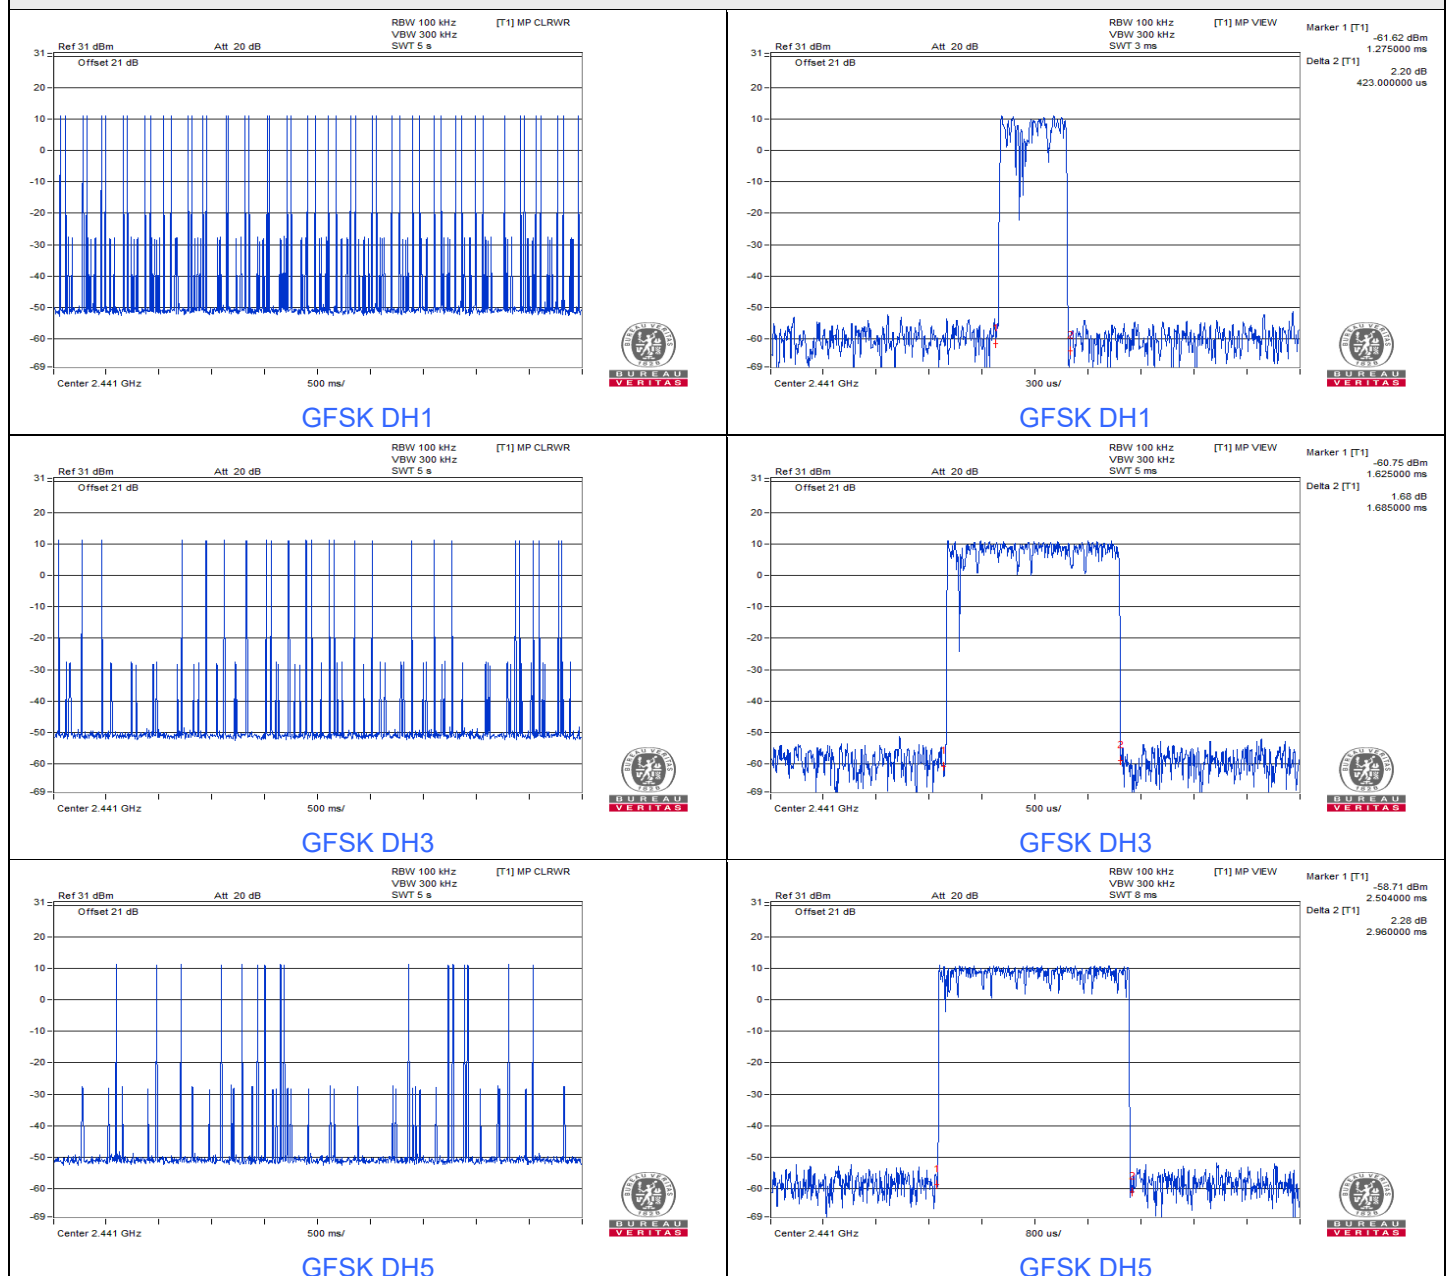 RBW 100 kHz [T1] MP CLRWR
VBW 300 kHz
Ref 31 dBm Att 20 dB SWT 5 s
31
Offset 21 dB
20
10
0
-10
-20
-30
-40
-50
-60
-69
Center 2.441 GHz 500 ms/
BUREAU
VERITAS
GFSK DH1
RBW 100 kHz [T1] MP VIEW
VBW 300 kHz
Ref 31 dBm Att 20 dB SWT 3 ms
Marker 1 [T1]
-61.62 dBm
1.275000 ms
Delta 2 [T1]
2.20 dB
423.000000 us
31
Offset 21 dB
20
10
0
-10
-20
-30
-40
-50
-60
-69
Center 2.441 GHz 300 us/
BUREAU
VERITAS
GFSK DH1
RBW 100 kHz [T1] MP CLRWR
VBW 300 kHz
Ref 31 dBm Att 20 dB SWT 5 s
31
Offset 21 dB
20
10
0
-10
-20
-30
-40
-50
-60
-69
Center 2.441 GHz 500 ms/
BUREAU
VERITAS
GFSK DH3
RBW 100 kHz [T1] MP VIEW
VBW 300 kHz
Ref 31 dBm Att 20 dB SWT 5 ms
Marker 1 [T1]
-60.75 dBm
1.625000 ms
Delta 2 [T1]
1.68 dB
1.685000 ms
31
Offset 21 dB
20
10
0
-10
-20
-30
-40
-50
-60
-69
Center 2.441 GHz 500 us/
BUREAU
VERITAS
GFSK DH3
RBW 100 kHz [T1] MP CLRWR
VBW 300 kHz
Ref 31 dBm Att 20 dB SWT 5 s
31
Offset 21 dB
20
10
0
-10
-20
-30
-40
-50
-60
-69
Center 2.441 GHz 500 ms/
BUREAU
VERITAS
GFSK DH5
RBW 100 kHz [T1] MP VIEW
VBW 300 kHz
Ref 31 dBm Att 20 dB SWT 8 ms
Marker 1 [T1]
-58.71 dBm
2.504000 ms
Delta 2 [T1]
2.28 dB
2.960000 ms
31
Offset 21 dB
20
10
0
-10
-20
-30
-40
-50
-60
-69
Center 2.441 GHz 800 us/
BUREAU
VERITAS
GFSK DH5